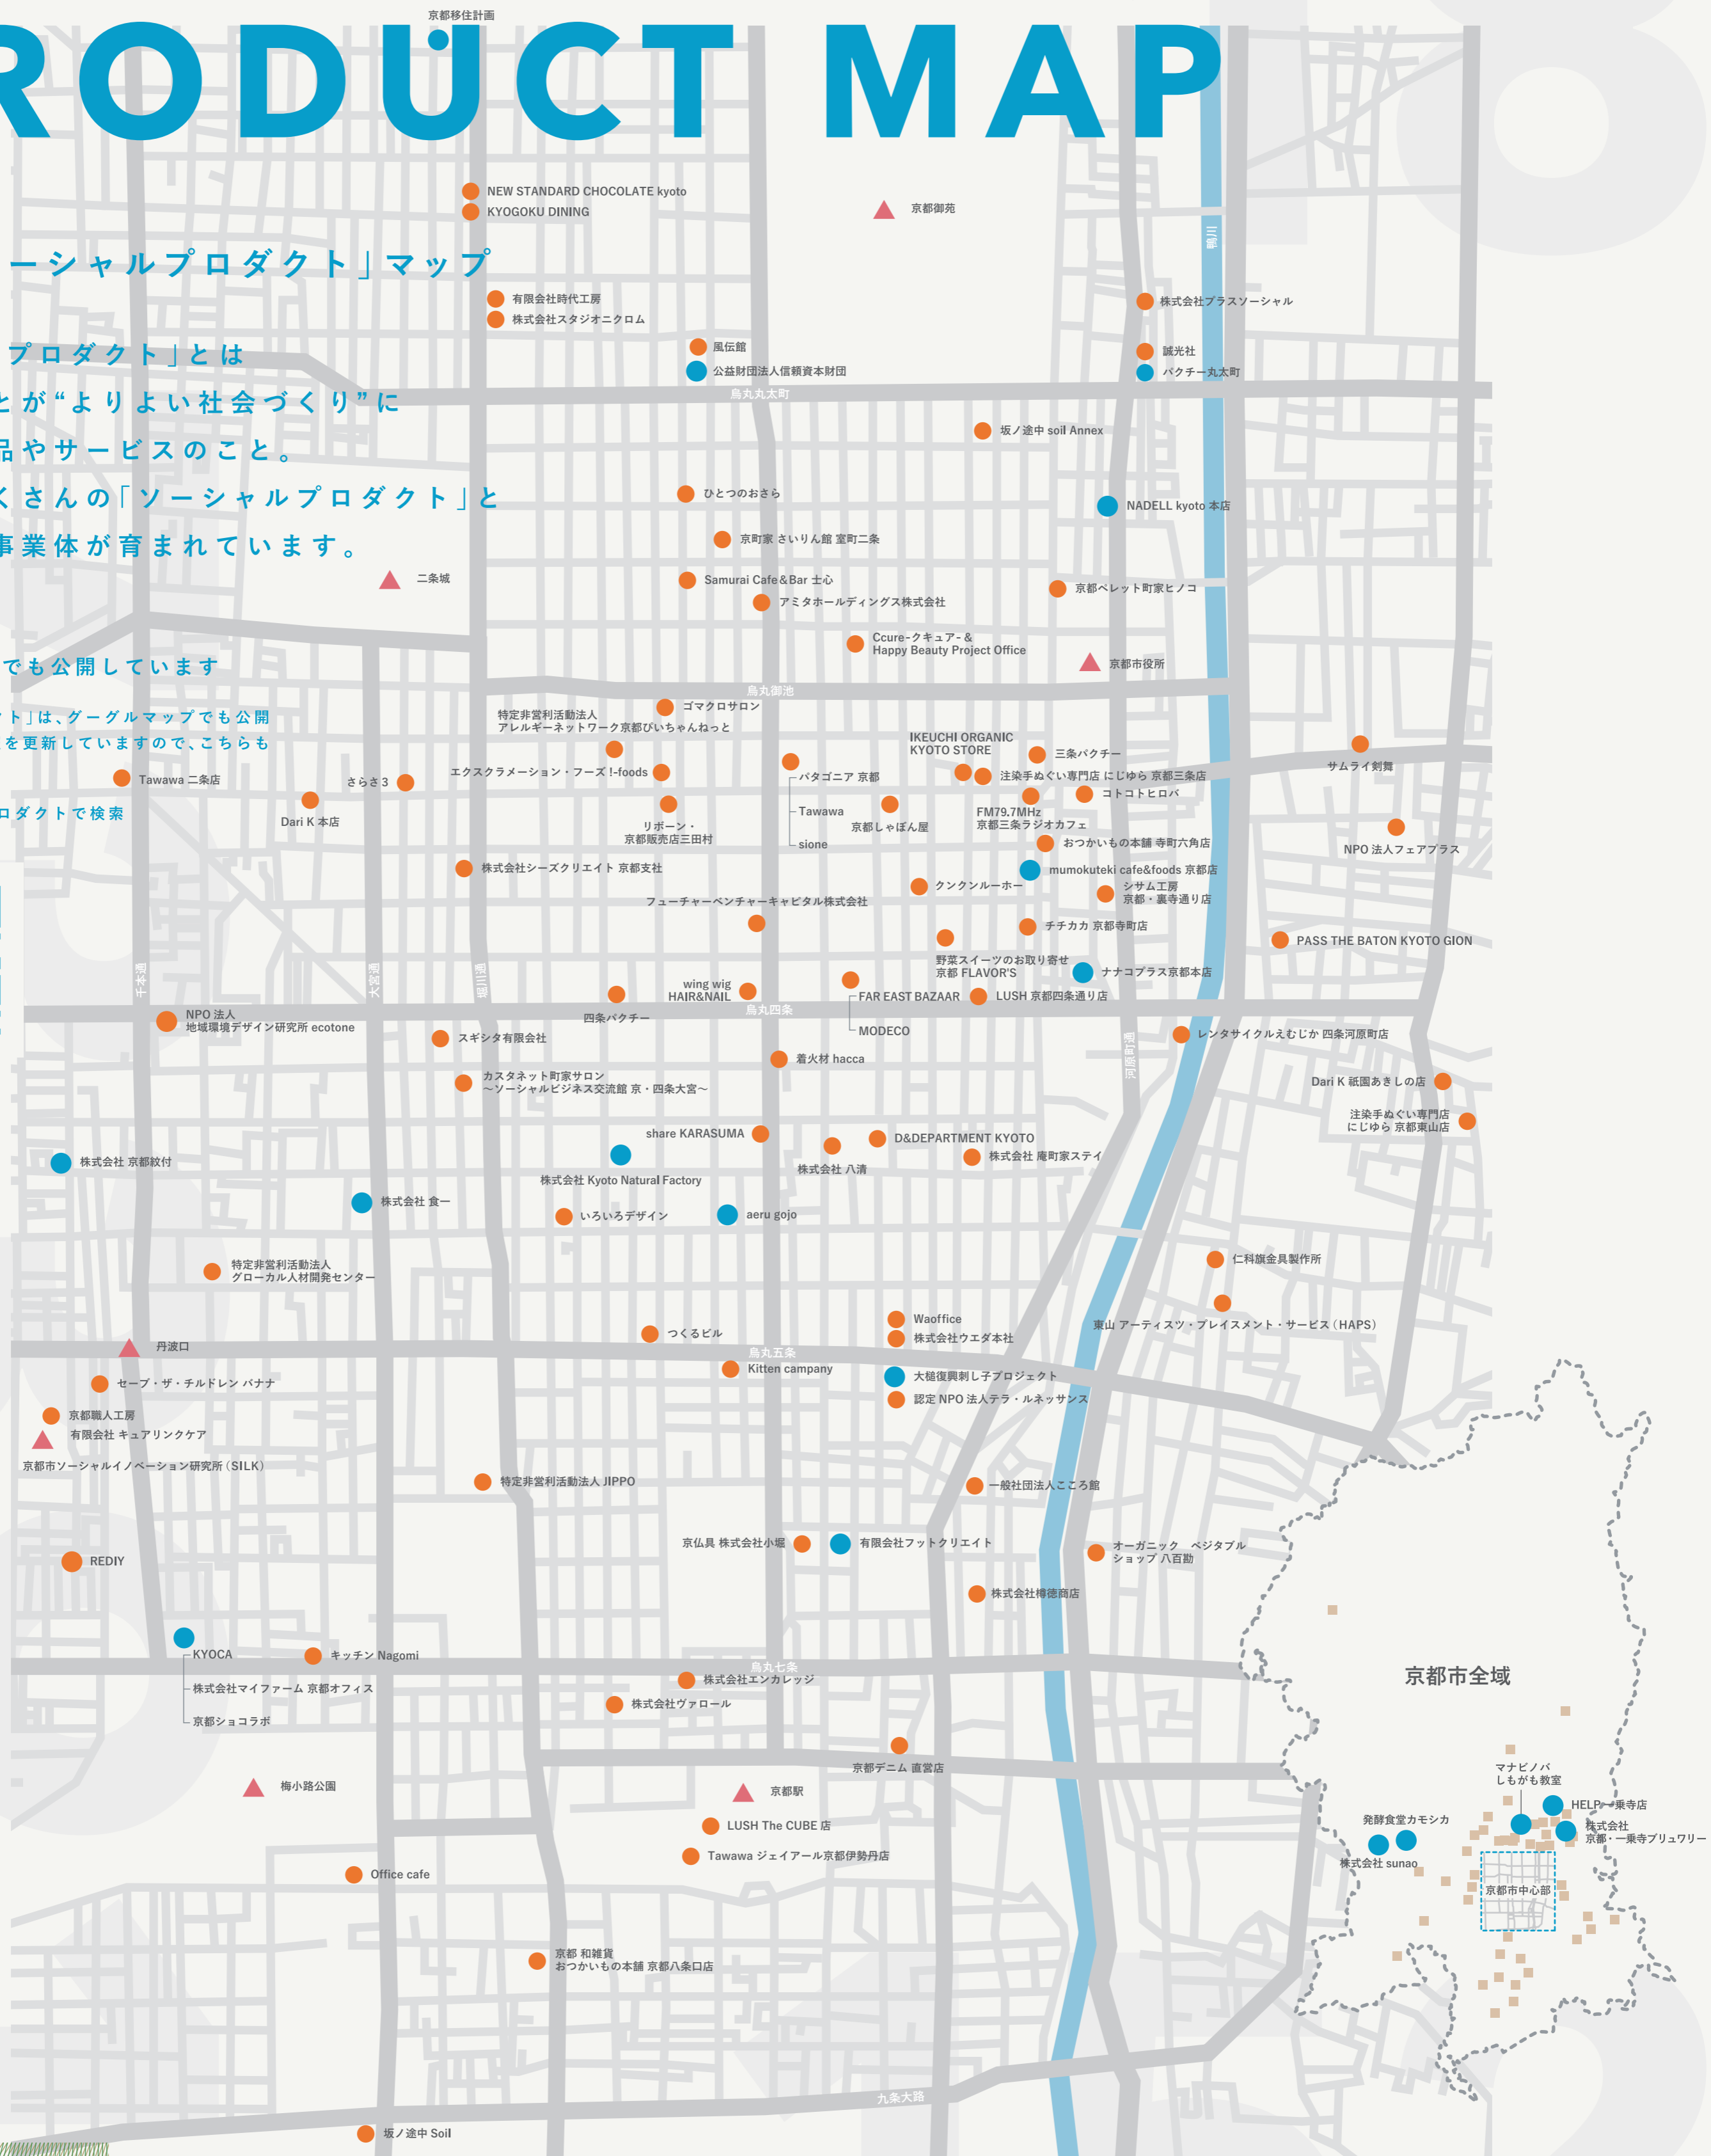 京都移住計画
RODUCT MAP
NEW STANDARD CHOCOLATE kyoto
KYOGOKU DINING
京都御苑
鴨川
ーシャルプロダクト」マップ
有限会社時代工房
株式会社スタジオニクロム
株式会社プラスソーシャル
プロダクト」とは
風伝館
公益財団法人信頼資本財団
誠光社
パクチー丸太町
烏丸丸太町
とが“よりよい社会づくり”に
坂ノ途中 soil Annex
品やサービスのこと。
くさんの「ソーシャルプロダクト」と
ひとつのおさら
NADELL kyoto 本店
事業体が育まれています。
京町家 さいりん館 室町二条
二条城
Samurai Cafe&Bar 士心
アミタホールディングス株式会社
京都ペレット町家ヒノコ
Ccure-クキュア- &
Happy Beauty Project Office
京都市役所
でも公開しています
烏丸御池
クト」は、グーグルマップでも公開
を更新していますので、こちらも
ゴマクロサロン
特定非営利活動法人
アレルギーネットワーク京都ぴいちゃんねっと
IKEUCHI ORGANIC
KYOTO STORE
三条パクチー
サムライ剣舞
Tawawa 二条店
さらさ3
エクスクラメーション・フーズ !-foods
パタゴニア 京都
Tawawa
sione
注染手ぬぐい専門店 にじゆら 京都三条店
コトコトヒロバ
ロダクトで検索
Dari K 本店
リボーン・
京都販売店三田村
京都しゃぼん屋
FM79.7MHz
京都三条ラジオカフェ
おつかいもの本舗 寺町六角店
NPO 法人フェアプラス
株式会社シーズクリエイト 京都支社
mumokuteki cafe&foods 京都店
クンクンルーホー
シサム工房
京都・裏寺通り店
フューチャーベンチャーキャピタル株式会社
チチカカ 京都寺町店
PASS THE BATON KYOTO GION
野菜スイーツのお取り寄せ
京都 FLAVOR'S
ナナコプラス京都本店
千本通
大宮通
堀川通
wing wig
HAIR&NAIL
FAR EAST BAZAAR
MODECO
LUSH 京都四条通り店
四条パクチー
烏丸四条
NPO 法人
地域環境デザイン研究所 ecotone
スギシタ有限会社
河原町通
レンタサイクルえむじか 四条河原町店
着火材 hacca
カスタネット町家サロン
〜ソーシャルビジネス交流館 京・四条大宮〜
Dari K 祇園あきしの店
注染手ぬぐい専門店
にじゆら 京都東山店
share KARASUMA
D&DEPARTMENT KYOTO
株式会社 八清
株式会社 庵町家ステイ
株式会社 京都紋付
株式会社 Kyoto Natural Factory
株式会社 食一
いろいろデザイン
aeru gojo
特定非営利活動法人
グローカル人材開発センター
仁科旗金具製作所
東山 アーティスツ・プレイスメント・サービス（HAPS）
Waoffice
株式会社ウエダ本社
つくるビル
丹波口
烏丸五条
Kitten campany
大槌復興刺し子プロジェクト
認定 NPO 法人テラ・ルネッサンス
セーブ・ザ・チルドレン バナナ
京都職人工房
有限会社 キュアリンクケア
京都市ソーシャルイノベーション研究所（SILK）
特定非営利活動法人 JIPPO
一般社団法人こころ館
京仏具 株式会社小堀
有限会社フットクリエイト
オーガニック ベジタブル
ショップ 八百勘
REDIY
株式会社樽徳商店
KYOCA
株式会社マイファーム 京都オフィス
京都ショコラボ
キッチン Nagomi
烏丸七条
株式会社エンカレッジ
株式会社ヴァロール
京都市全域
京都デニム 直営店
梅小路公園
京都駅
マナビノバ
しもがも教室
HELP一乗寺店
発酵食堂カモシカ
株式会社
京都・一乗寺ブリュワリー
株式会社 sunao
京都市中心部
LUSH The CUBE 店
Tawawa ジェイアール京都伊勢丹店
Office cafe
京都 和雑貨
おつかいもの本舗 京都八条口店
九条大路
坂ノ途中 Soil